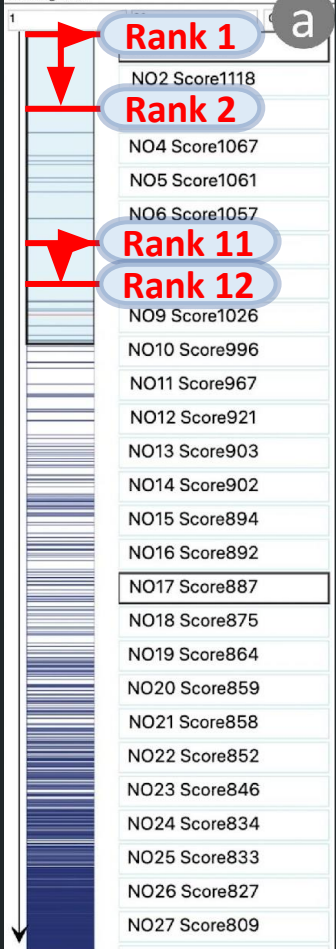 1
a
Rank 1
NO2 Score1118
Rank 2
NO4 Score1067
NO5 Score1061
NO6 Score1057
Rank 11
Rank 12
NO9 Score1026
NO10 Score996
NO11 Score967
NO12 Score921
NO13 Score903
NO14 Score902
NO15 Score894
NO16 Score892
NO17 Score887
NO18 Score875
NO19 Score864
NO20 Score859
NO21 Score858
NO22 Score852
NO23 Score846
NO24 Score834
NO25 Score833
NO26 Score827
NO27 Score809